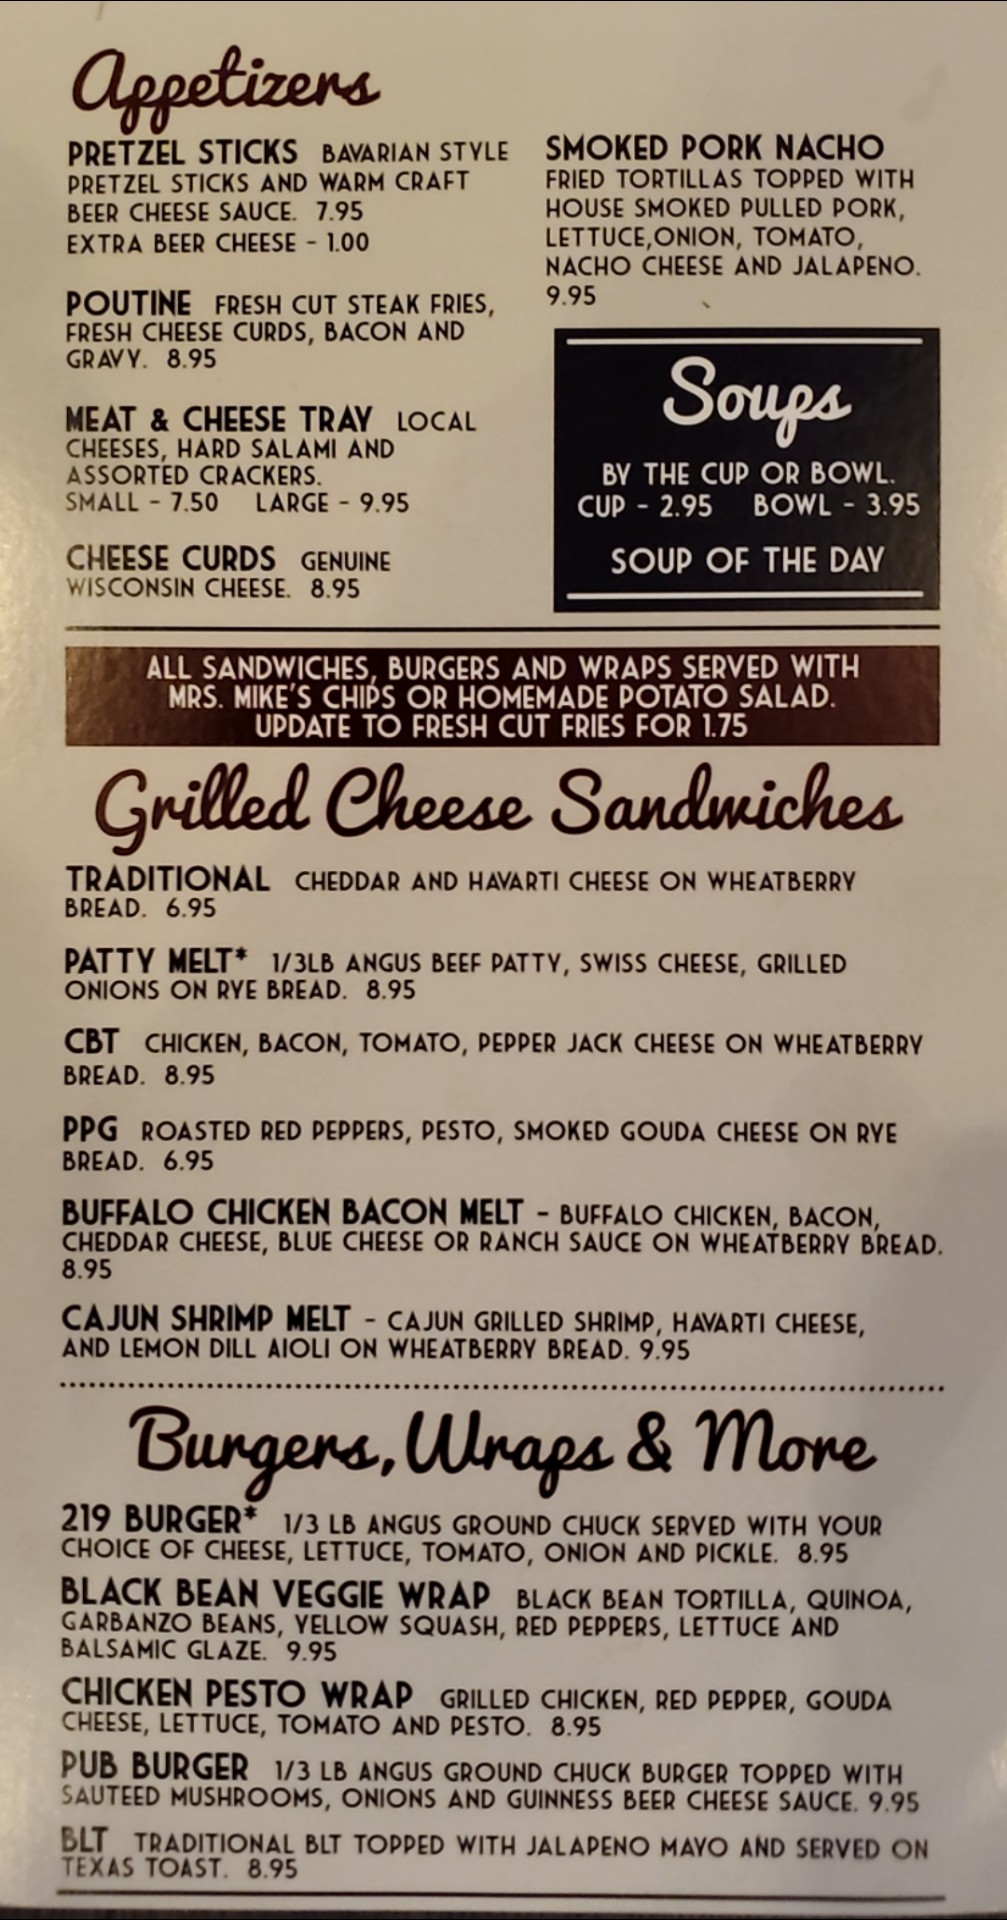 Appetizers
PRETZEL STICKS BAVARIAN STYLE
PRETZEL STICKS AND WARM CRAFT
BEER CHEESE SAUCE. 7.95
EXTRA BEER CHEESE - 1.00
POUTINE FRESH CUT STEAK FRIES,
FRESH CHEESE CURDS, BACON AND
GRAVY. 8.95
MEAT & CHEESE TRAY LOCAL
CHEESES, HARD SALAMI AND
ASSORTED CRACKERS.
SMALL - 7.50 LARGE - 9.95
CHEESE CURDS GENUINE
WISCONSIN CHEESE. 8.95
SMOKED PORK NACHO
FRIED TORTILLAS TOPPED WITH
HOUSE SMOKED PULLED PORK,
LETTUCE,ONION, TOMATO,
NACHO CHEESE AND JALAPENO.
9.95
Soups
BY THE CUP OR BOWL.
CUP - 2.95 BOWL - 3.95
SOUP OF THE DAY
ALL SANDWICHES, BURGERS AND WRAPS SERVED WITH
MRS. MIKE'S CHIPS OR HOMEMADE POTATO SALAD.
UPDATE TO FRESH CUT FRIES FOR 1.75
Grilled Cheese Sandwiches
TRADITIONAL CHEDDAR AND HAVARTI CHEESE ON WHEATBERRY
BREAD. 6.95
PATTY MELT* 1/3LB ANGUS BEEF PATTY, SWISS CHEESE, GRILLED
ONIONS ON RYE BREAD. 8.95
CBT CHICKEN, BACON, TOMATO, PEPPER JACK CHEESE ON WHEATBERRY
BREAD. 8.95
PPG ROASTED RED PEPPERS, PESTO, SMOKED GOUDA CHEESE ON RYE
BREAD. 6.95
BUFFALO CHICKEN BACON MELT - BUFFALO CHICKEN, BACON,
CHEDDAR CHEESE, BLUE CHEESE OR RANCH SAUCE ON WHEATBERRY BREAD.
8.95
CAJUN SHRIMP MELT - CAJUN GRILLED SHRIMP, HAVARTI CHEESE,
AND LEMON DILL AIOLI ON WHEATBERRY BREAD. 9.95
Burgers, Wraps & More
219 BURGER* 1/3 LB ANGUS GROUND CHUCK SERVED WITH YOUR
CHOICE OF CHEESE, LETTUCE, TOMATO, ONION AND PICKLE. 8.95
BLACK BEAN VEGGIE WRAP BLACK BEAN TORTILLA, QUINOA,
GARBANZO BEANS, YELLOW SQUASH, RED PEPPERS, LETTUCE AND
BALSAMIC GLAZE. 9.95
CHICKEN PESTO WRAP GRILLED CHICKEN, RED PEPPER, GOUDA
CHEESE, LETTUCE, TOMATO AND PESTO. 8.95
PUB BURGER 1/3 LB ANGUS GROUND CHUCK BURGER TOPPED WITH
SAUTEED MUSHROOMS, ONIONS AND GUINNESS BEER CHEESE SAUCE. 9.95
BLT TRADITIONAL BLT TOPPED WITH JALAPENO MAYO AND SERVED ON
TEXAS TOAST. 8.95